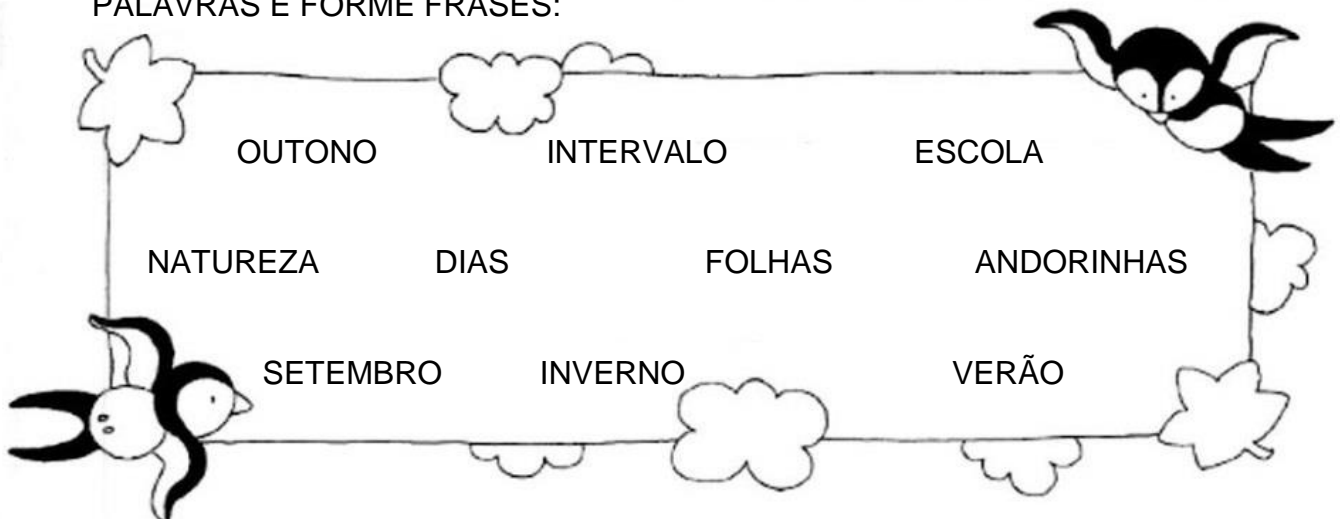 PALAVRAS E FORME FRASES:
OUTONO INTERVALO ESCOLA
NATUREZA DIAS FOLHAS ANDORINHAS
SETEMBRO INVERNO VERÃO